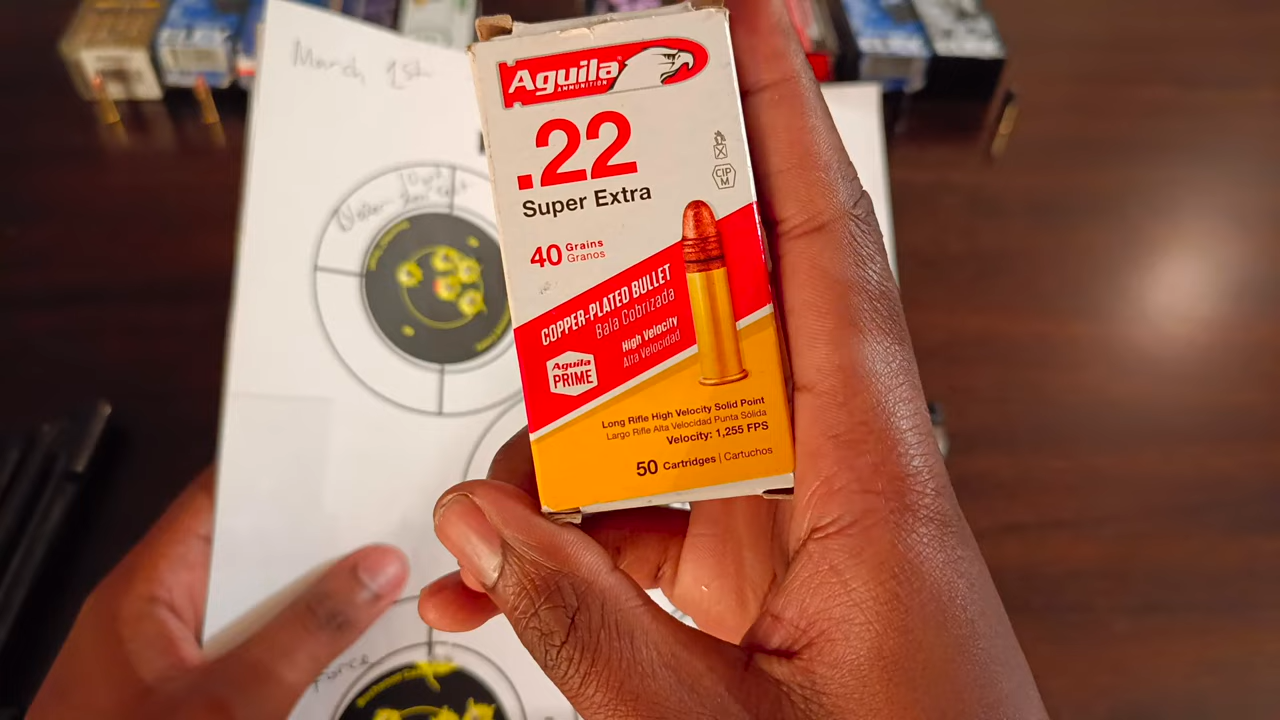 March 1st
Aguila
AMMUNITION
.22
Super Extra
CIP
M
40 Grains
Granos
COPPER-PLATED BULLET
Bala Cobrizada
High Velocity
Alta Velocidad
Aguila
PRIME
Long Rifle High Velocity Solid Point
Largo Rifle Alta Velocidad Punta Sólida
Velocity: 1,255 FPS
50 Cartridges | Cartuchos
Force